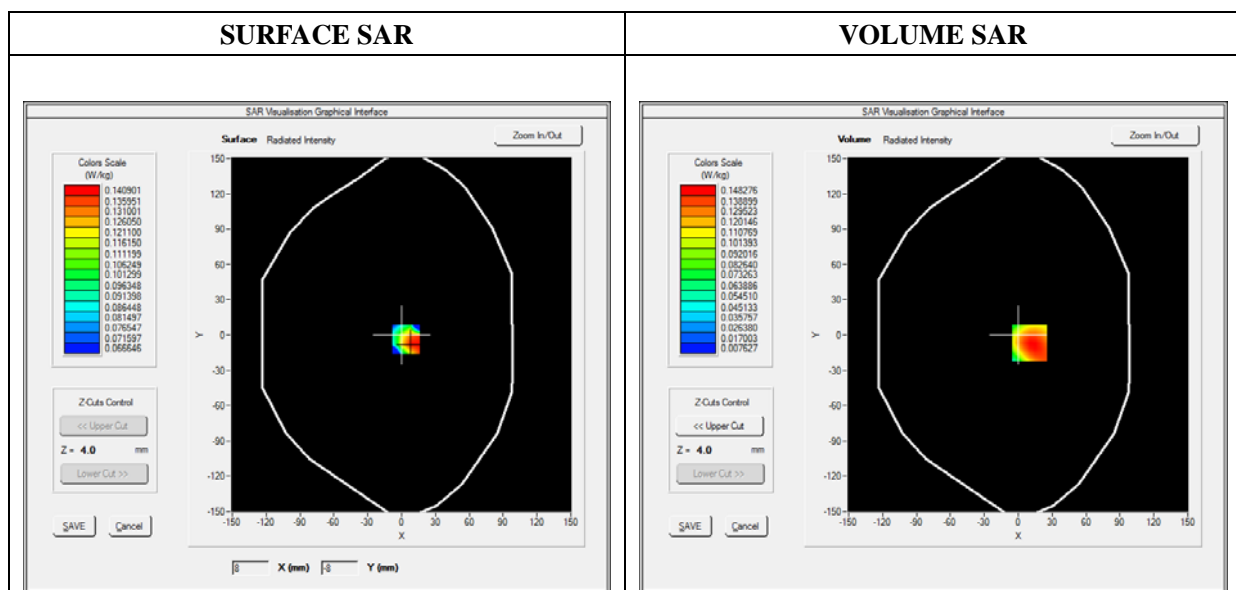 SURFACE SAR
VOLUME SAR
SAR Visualisation Graphical Interface
Surface Radiated Intensity
Zoom In/Out
Colors Scale
(W/kg)
0.140901
0.135951
0.131001
0.126050
0.121100
0.116150
0.111199
0.106249
0.101299
0.096348
0.091398
0.086448
0.081497
0.076547
0.071597
0.066646
Z-Cuts Control
<< Upper Cut
Z = 4.0 mm
Lower Cut >>
SAVE
Cancel
150
120
90
60
30
0
-30
-60
-90
-120
-150
Y
-150 -120 -90 -60 -30 0 30 60 90 120 150
X
8 X (mm) -8 Y (mm)
SAR Visualisation Graphical Interface
Volume Radiated Intensity
Zoom In/Out
Colors Scale
(W/kg)
0.148276
0.138899
0.129523
0.120146
0.110769
0.101393
0.092016
0.082640
0.073263
0.063886
0.054510
0.045133
0.035757
0.026380
0.017003
0.007627
Z-Cuts Control
<< Upper Cut
Z = 4.0 mm
Lower Cut >>
SAVE
Cancel
150
120
90
60
30
0
-30
-60
-90
-120
-150
Y
-150 -120 -90 -60 -30 0 30 60 90 120 150
X